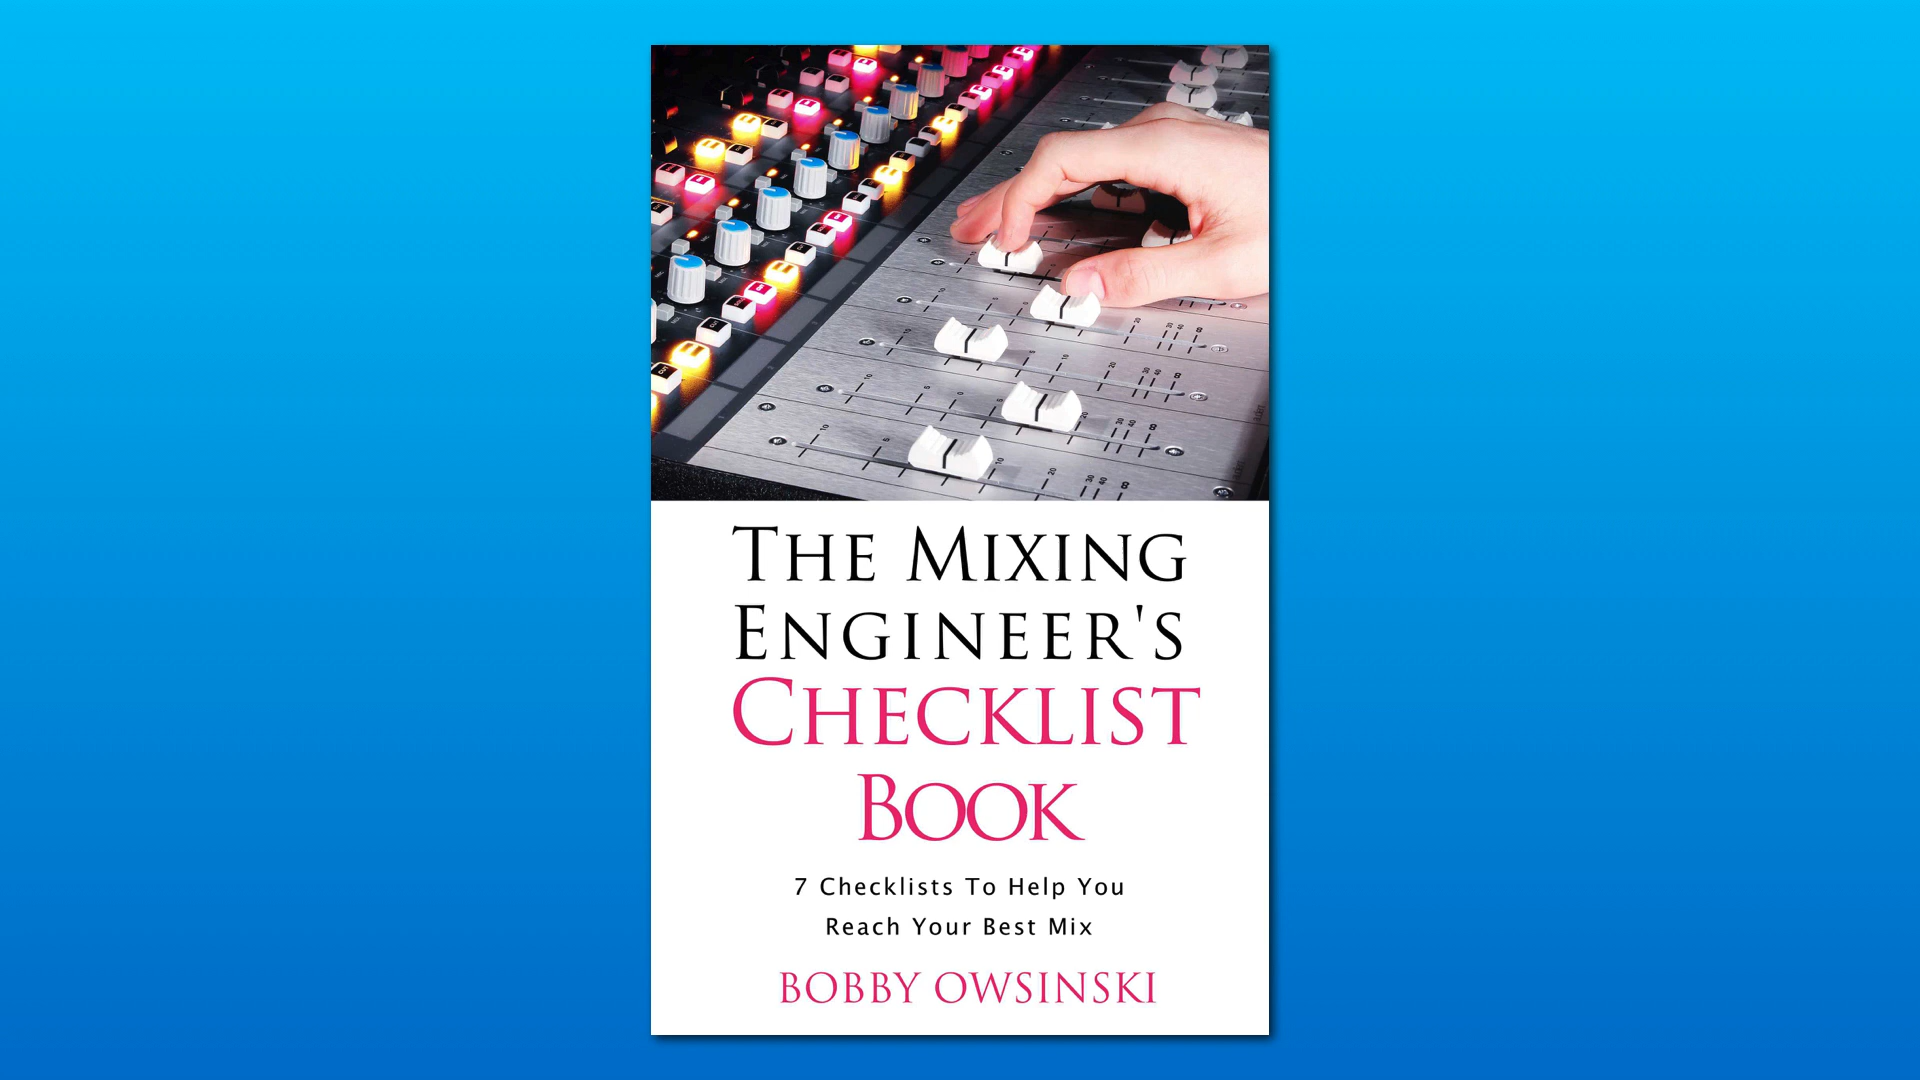 The Mixing
Engineer's
Checklist
Book
7 Checklists To Help You
Reach Your Best Mix
BOBBY OWSINSKI